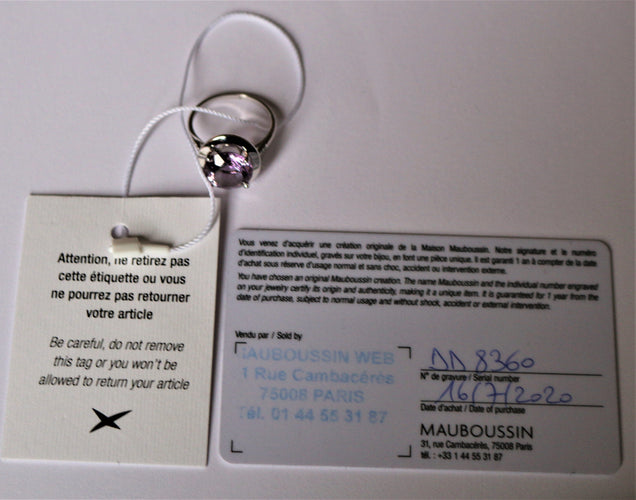 Attention, ne retirez pas
cette étiquette ou vous
ne pourrez pas retourner
votre article
Be careful, do not remove
this tag or you won't be
allowed to return your article
Vous venez d'acquérir une création originale de la Maison Mauboussin. Notre signature et le numéro
d'identification individuel, gravés sur votre bijou, en font une pièce unique. Il est garanti 1 an à compter de la date
d'achat sous réserve d'usage normal et sans choc, accident ou intervention externe.
You have chosen an original Mauboussin creation. The name Mauboussin and the individual number engraved
on your jewelry certify its origin and authenticity, making it a unique item. It is guaranteed for 1 year from the
date of purchase, subject to normal usage and without shock, accident or external intervention.
Vendu par / Sold by
AUBOUSSIN WEB
1 Rue Cambacérès
75008 PARIS
Tél. 01 44 55 31 87
DD 8360
N° de gravure / Serial number
16/7/2020
Date d'achat / Date of purchase
MAUBOUSSIN
31, rue Cambacérès, 75008 Paris
tél. : +33 1 44 55 31 87